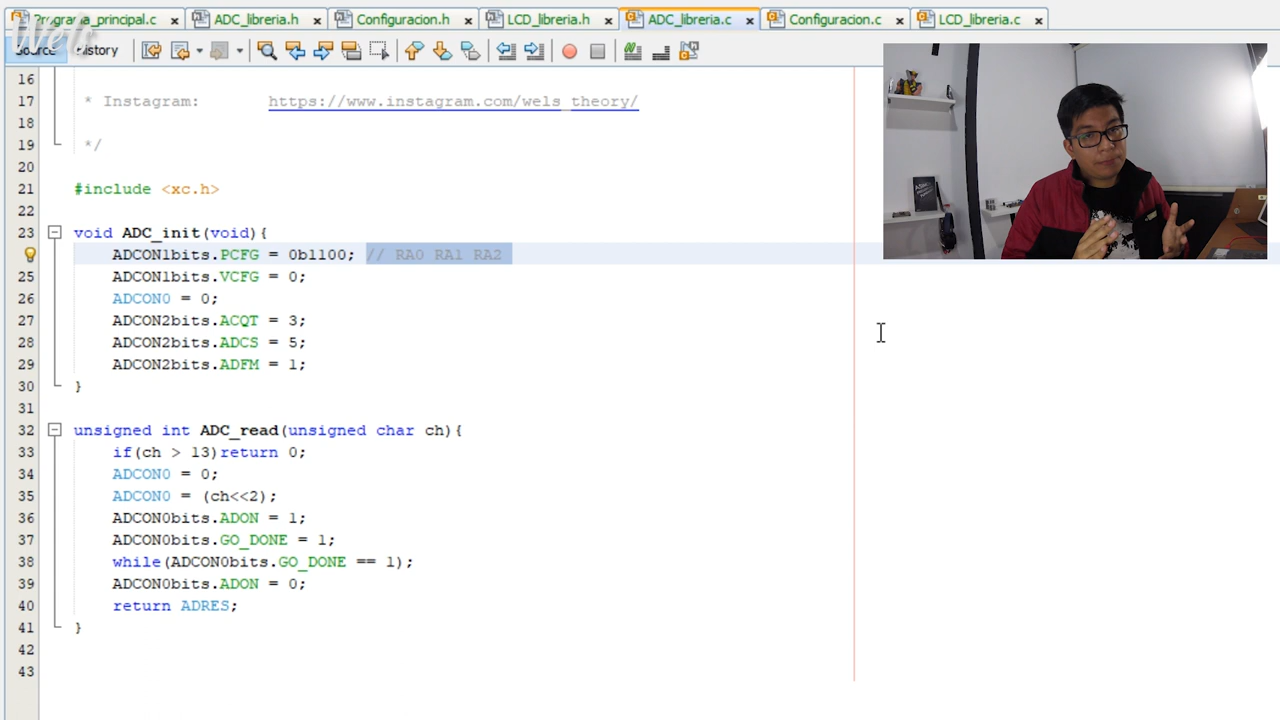 Programa_principal.c × ADC_libreria.h × Configuracion.h × LCD_libreria.h × ADC_libreria.c × Configuracion.c × LCD_libreria.c ×
Wels
Source History
16
17 * Instagram: https://www.instagram.com/wels_theory/
18
19 */
20
21 #include <xc.h>
22
23 void ADC_init(void){
ADCON1bits.PCFG = 0b1100; // RA0 RA1 RA2
25 ADCON1bits.VCFG = 0;
26 ADCON0 = 0;
27 ADCON2bits.ACQT = 3;
28 ADCON2bits.ADCS = 5;
29 ADCON2bits.ADFM = 1;
30 }
31
32 unsigned int ADC_read(unsigned char ch){
33 if(ch > 13)return 0;
34 ADCON0 = 0;
35 ADCON0 = (ch<<2);
36 ADCON0bits.ADON = 1;
37 ADCON0bits.GO_DONE = 1;
38 while(ADCON0bits.GO_DONE == 1);
39 ADCON0bits.ADON = 0;
40 return ADRES;
41 }
42
43